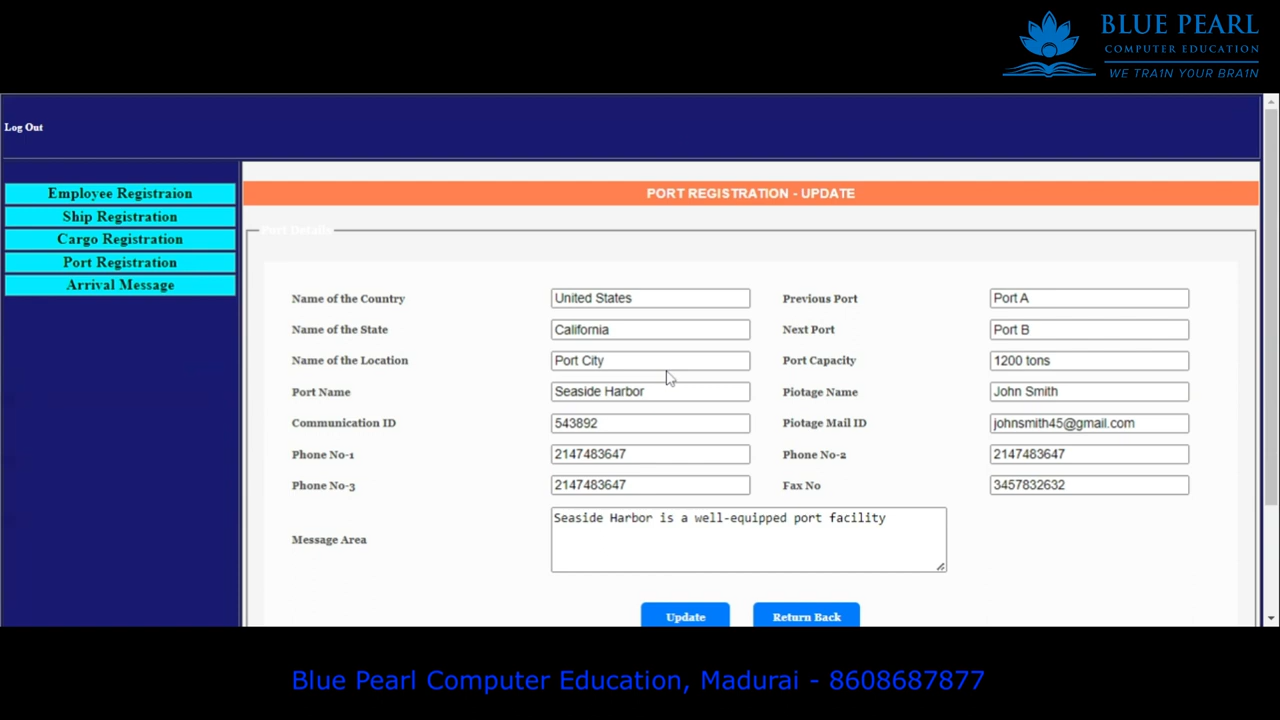 BLUE PEARL
COMPUTER EDUCATION
WE TRAIN YOUR BRAIN
Log Out
Employee Registraion
Ship Registration
Cargo Registration
Port Registration
Arrival Message
PORT REGISTRATION - UPDATE
Port Details
Name of the Country United States Previous Port Port A
Name of the State California Next Port Port B
Name of the Location Port City Port Capacity 1200 tons
Port Name Seaside Harbor Piotage Name John Smith
Communication ID 543892 Piotage Mail ID johnsmith45@gmail.com
Phone No-1 2147483647 Phone No-2 2147483647
Phone No-3 2147483647 Fax No 3457832632
Message Area Seaside Harbor is a well-equipped port facility
Update Return Back
Blue Pearl Computer Education, Madurai - 8608687877